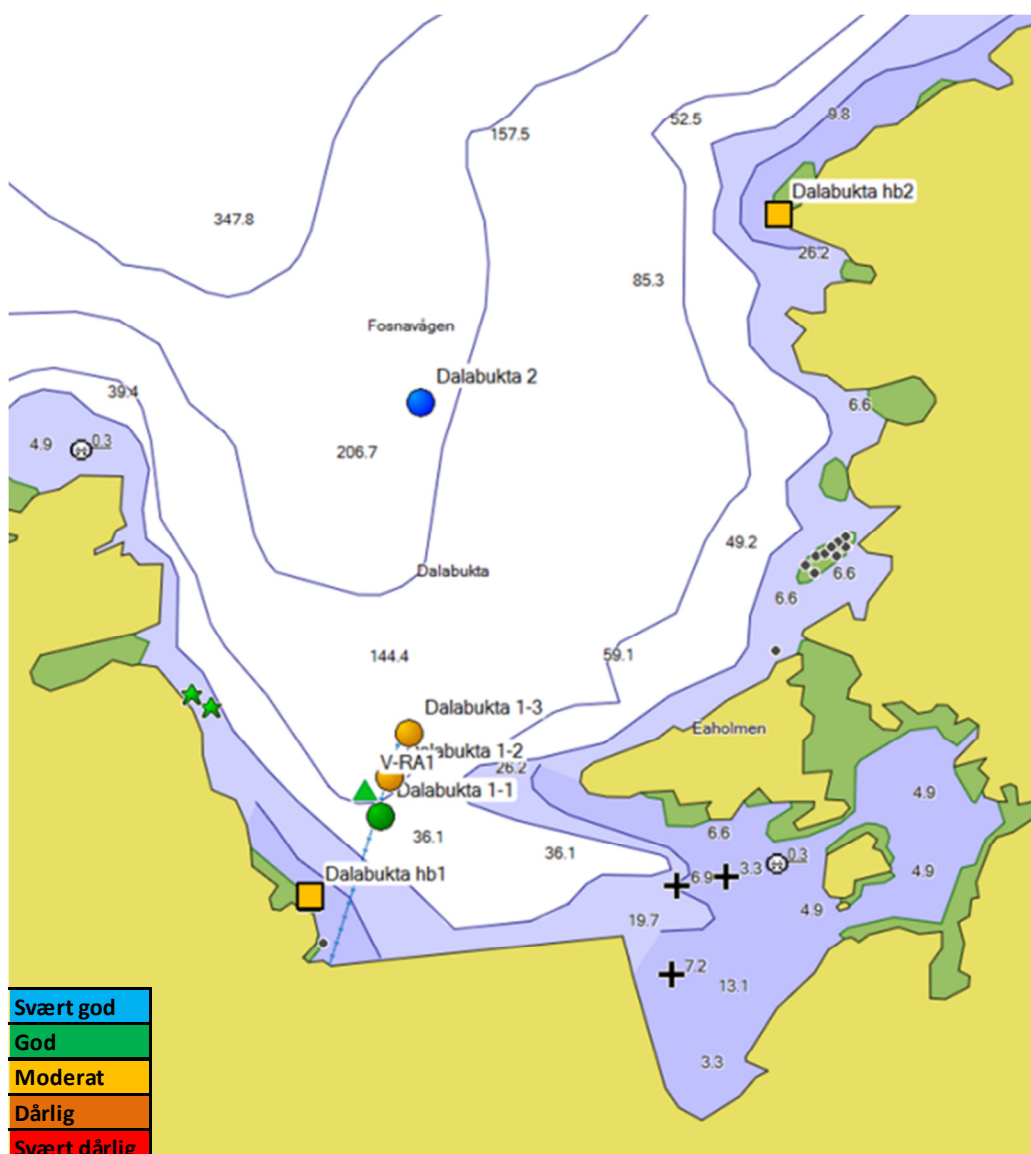 9.8
52.5
157.5
Dalabukta hb2
347.8
26.2
85.3
Fosnavågen
Dalabukta 2
39.4
6.6
4.9
0.3
206.7
49.2
Dalabukta
6.6
6.6
144.4
59.1
Dalabukta 1-3
Eaholmen
Dalabukta 1-2
V-RA1
26.2
Dalabukta 1-1
4.9
6.6
36.1
36.1
0.3
3.3
6.9
4.9
Dalabukta hb1
4.9
19.7
7.2
13.1
3.3
Svært god
God
Moderat
Dårlig
Svært dårlig